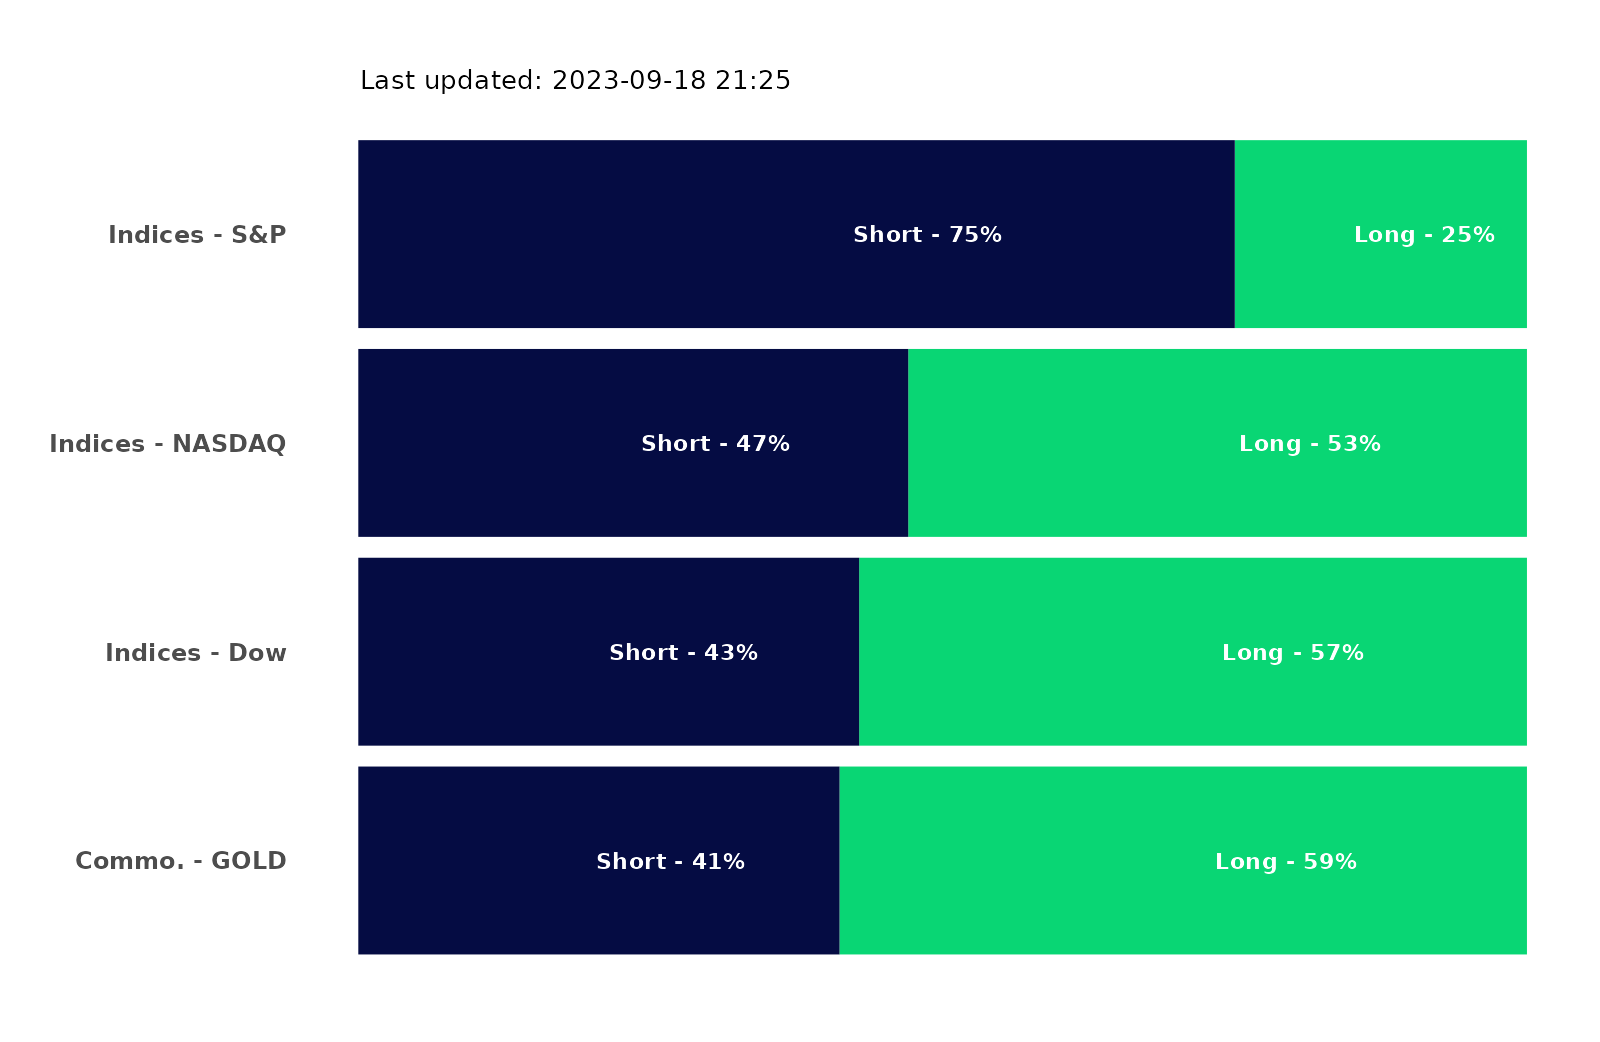 Last updated: 2023-09-18 21:25
Indices - S&P Short - 75% Long - 25%
Indices - NASDAQ Short - 47% Long - 53%
Indices - Dow Short - 43% Long - 57%
Commo. - GOLD Short - 41% Long - 59%